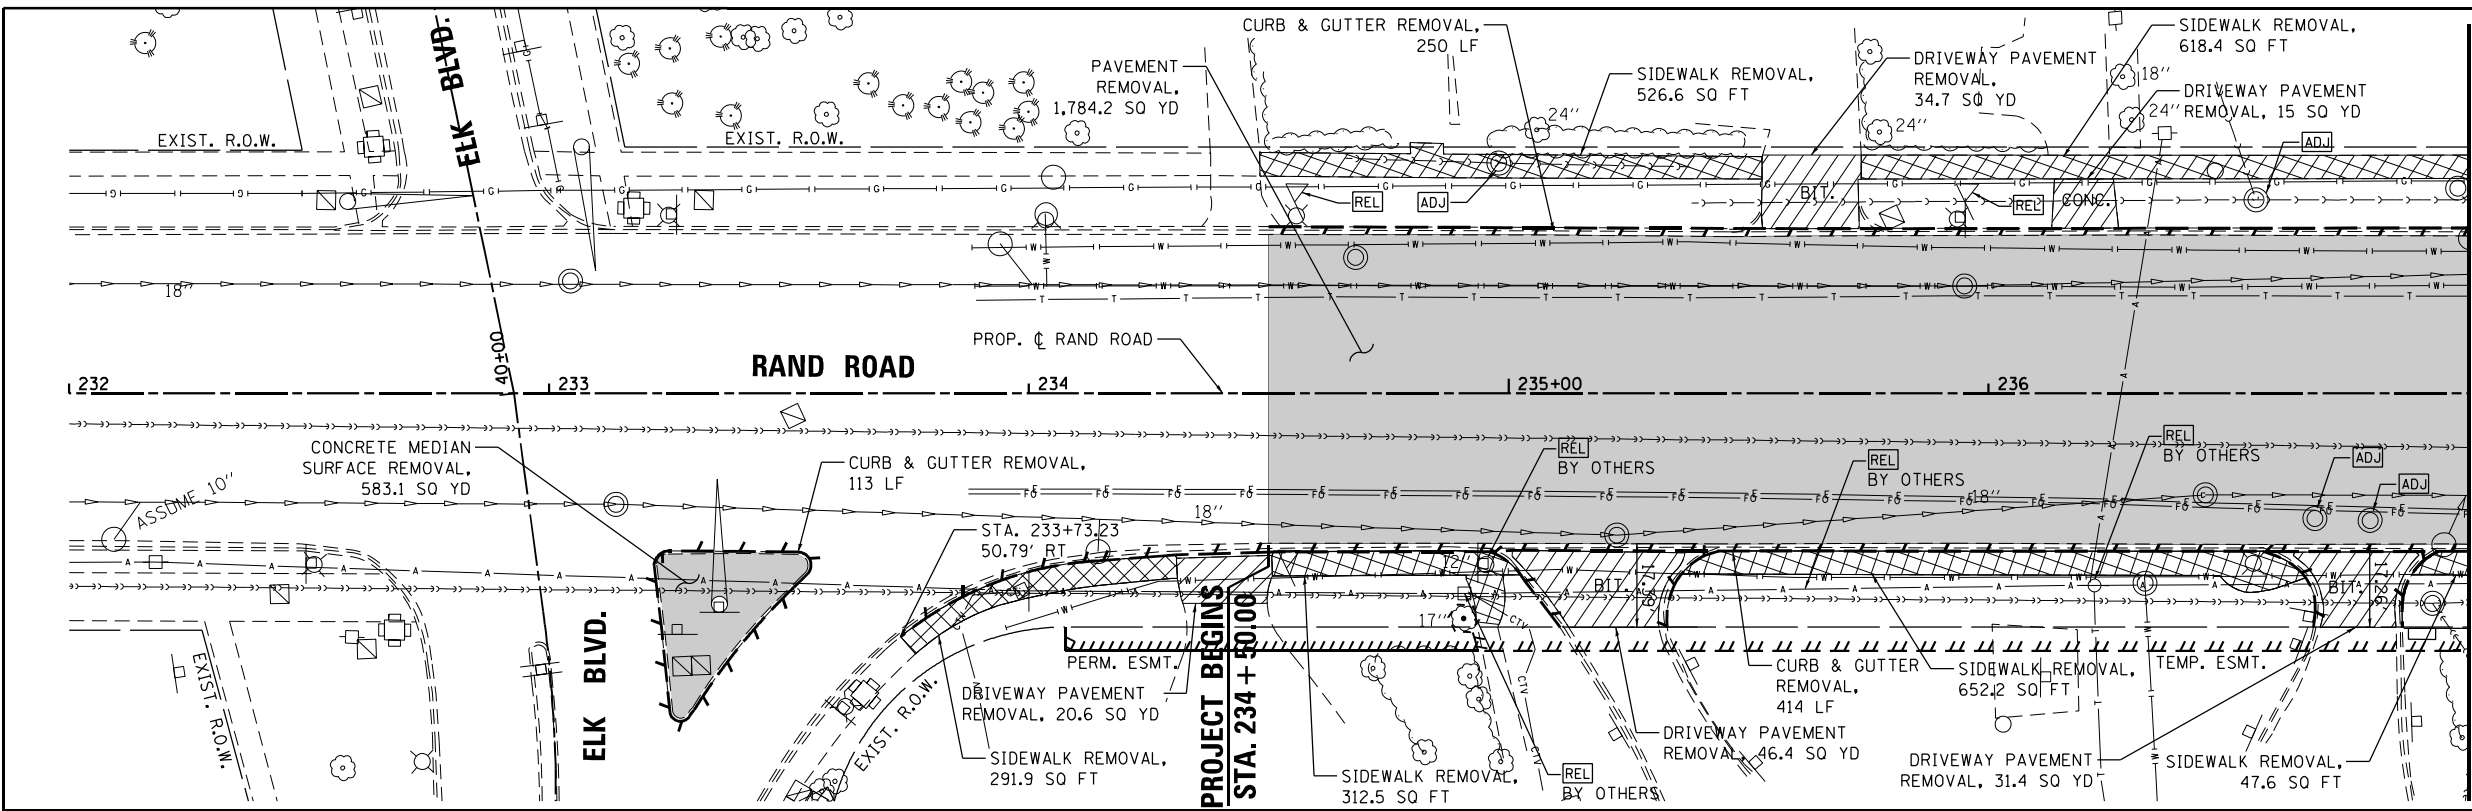 ELK BLVD.
CURB & GUTTER REMOVAL,
250 LF
SIDEWALK REMOVAL,
618.4 SQ FT
PAVEMENT
REMOVAL,
1,784.2 SQ YD
SIDEWALK REMOVAL,
526.6 SQ FT
DRIVEWAY PAVEMENT
REMOVAL,
34.7 SQ YD
18"
DRIVEWAY PAVEMENT
REMOVAL, 15 SQ YD
24"
24"
24"
EXIST. R.O.W.
EXIST. R.O.W.
ADJ
REL
ADJ
BIT.
REL
CONC.
18"
40+00
PROP. ℄ RAND ROAD
RAND ROAD
232
233
234
235+00
236
CONCRETE MEDIAN
SURFACE REMOVAL,
583.1 SQ YD
CURB & GUTTER REMOVAL,
113 LF
REL
BY OTHERS
REL
BY OTHERS
REL
BY OTHERS
ADJ
ADJ
ASSUME 10"
18"
18"
STA. 233+73.23
50.79' RT
12"
BIT.
17.39
BIT.
17"
PERM. ESMT.
TEMP. ESMT.
PROJECT BEGINS
STA. 234+50.00
ELK BLVD.
EXIST. R.O.W.
EXIST. R.O.W.
DRIVEWAY PAVEMENT
REMOVAL, 20.6 SQ YD
SIDEWALK REMOVAL,
291.9 SQ FT
CTV
CTV
CTV
CURB & GUTTER
REMOVAL,
414 LF
SIDEWALK REMOVAL,
652.2 SQ FT
DRIVEWAY PAVEMENT
REMOVAL, 46.4 SQ YD
SIDEWALK REMOVAL,
312.5 SQ FT
REL
BY OTHERS
DRIVEWAY PAVEMENT
REMOVAL, 31.4 SQ YD
SIDEWALK REMOVAL,
47.6 SQ FT